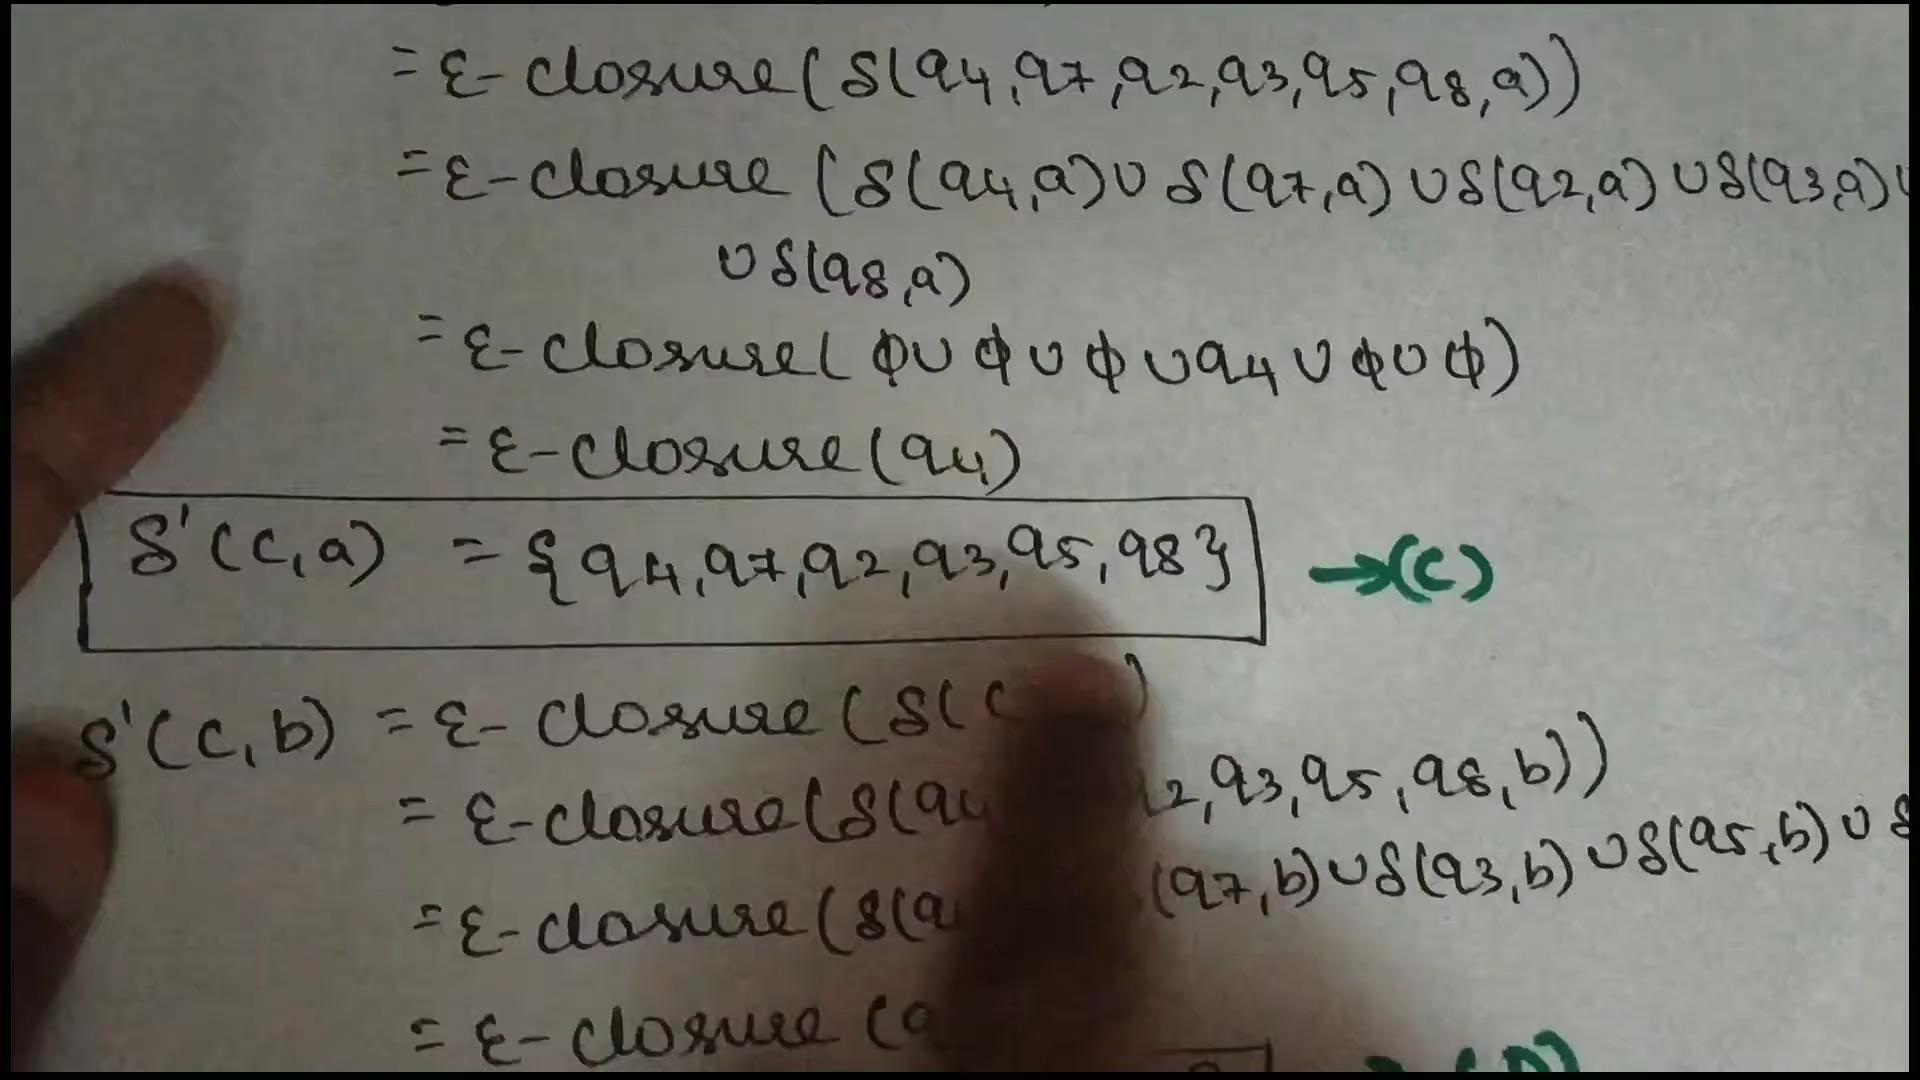 = ε-closure(δ(q4,q7,q2,q3,q5,q8,a))
= ε-closure (δ(q4,a)∪ δ(q7,a) ∪δ(q2,a) ∪δ(q3,a)∪
∪δ(q8,a)
= ε-closure( ϕ∪ ϕ∪ ϕ ∪q4 ∪ ϕ∪ ϕ)
= ε-closure(q4)
δ'(c,a) = {q4,q7,q2,q3,q5,q8} →(C)
δ'(c,b) = ε-closure(δ(c )
= ε-closure(δ(q4 2,q3,q5,q8,b))
= ε-closure(δ(q (q7,b)∪δ(q3,b)∪δ(q5,b)∪δ
= ε-closure (